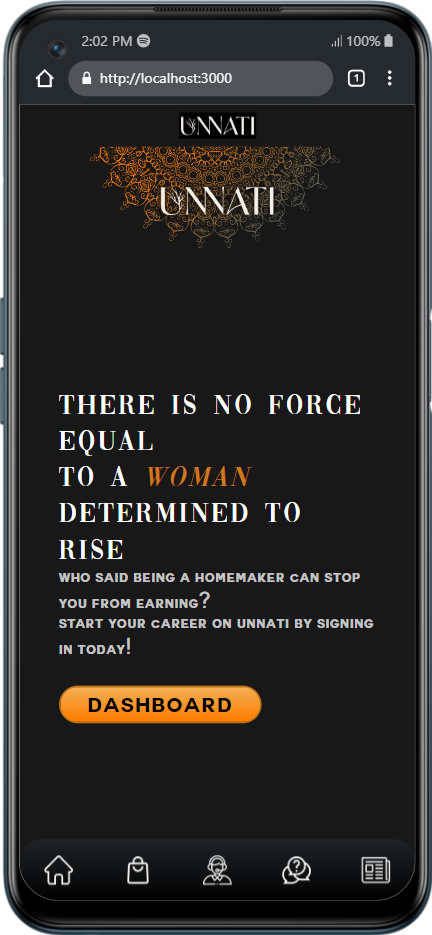 2:02 PM
100%
http://localhost:3000
1
UNNATI
UNNATI
THERE IS NO FORCE
EQUAL
TO A WOMAN
DETERMINED TO
RISE
WHO SAID BEING A HOMEMAKER CAN STOP
YOU FROM EARNING?
START YOUR CAREER ON UNNATI BY SIGNING
IN TODAY!
DASHBOARD